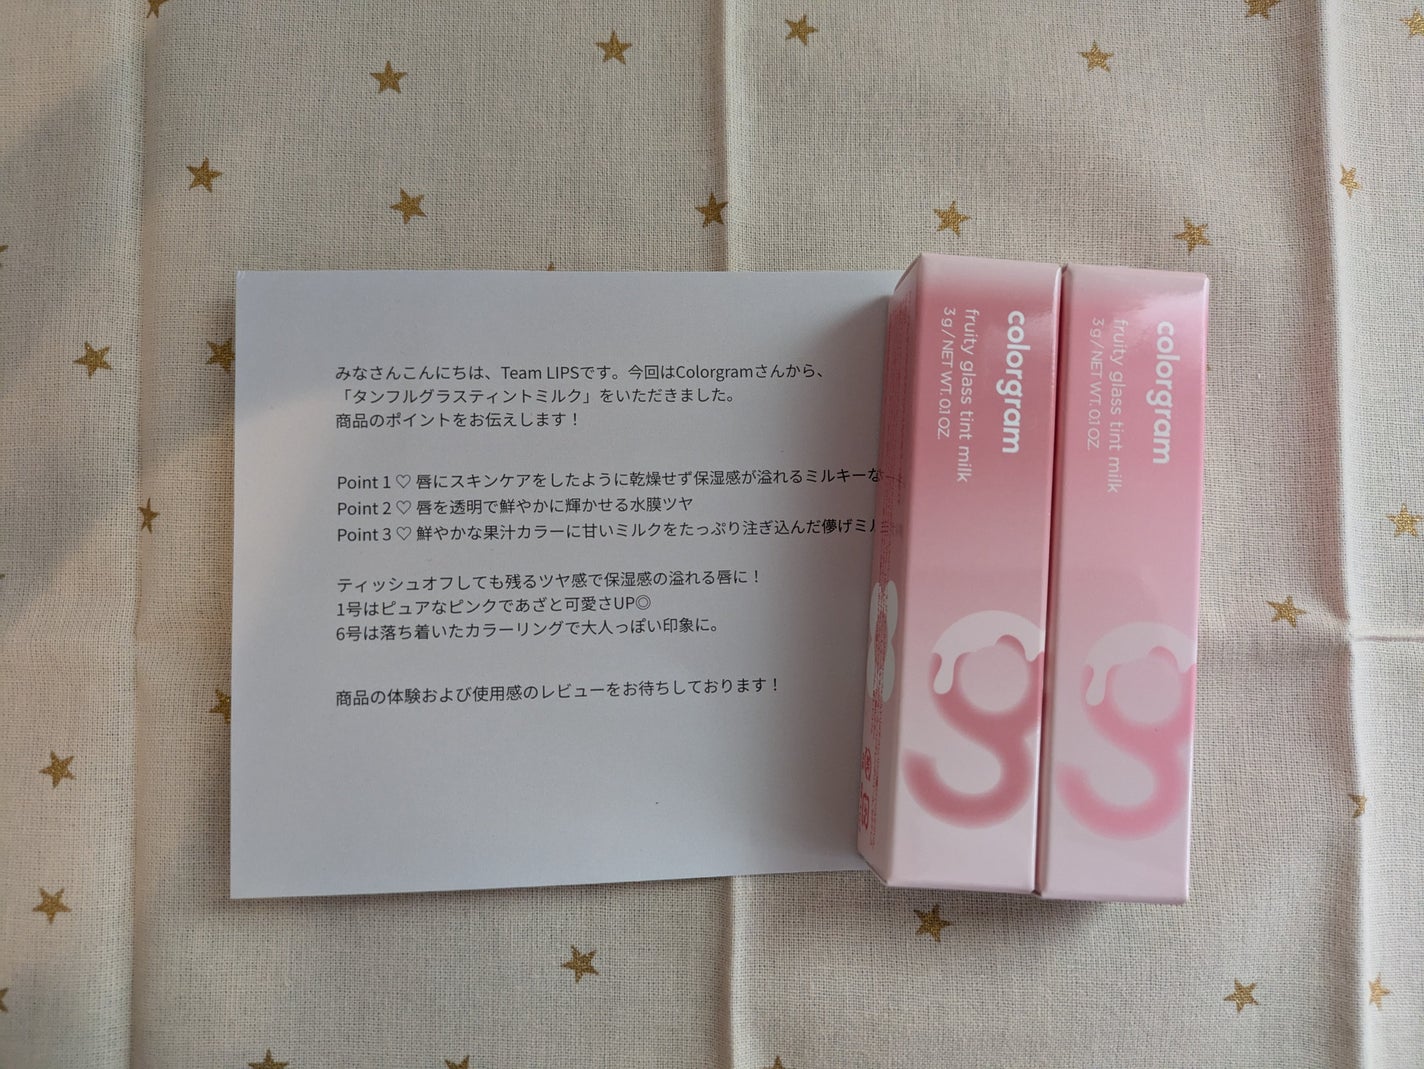 みなさんこんにちは、Team LIPSです。今回はColorgramさんから、
「タンフルグラスティントミルク」をいただきました。
商品のポイントをお伝えします！
Point 1 ♡ 唇にスキンケアをしたように乾燥せず保湿感が溢れるミルキーな
Point 2 ♡ 唇を透明で鮮やかに輝かせる水膜ツヤ
Point 3 ♡ 鮮やかな果汁カラーに甘いミルクをたっぷり注ぎ込んだ儚げミル
ティッシュオフしても残るツヤ感で保湿感の溢れる唇に！
1号はピュアなピンクであざと可愛さUP◎
6号は落ち着いたカラーリングで大人っぽい印象に。
商品の体験および使用感のレビューをお待ちしております！
colorgram
fruity glass tint milk
3 g / NET WT. 0.1 OZ.
colorgram
fruity glass tint milk
3 g / NET WT. 0.1 OZ.